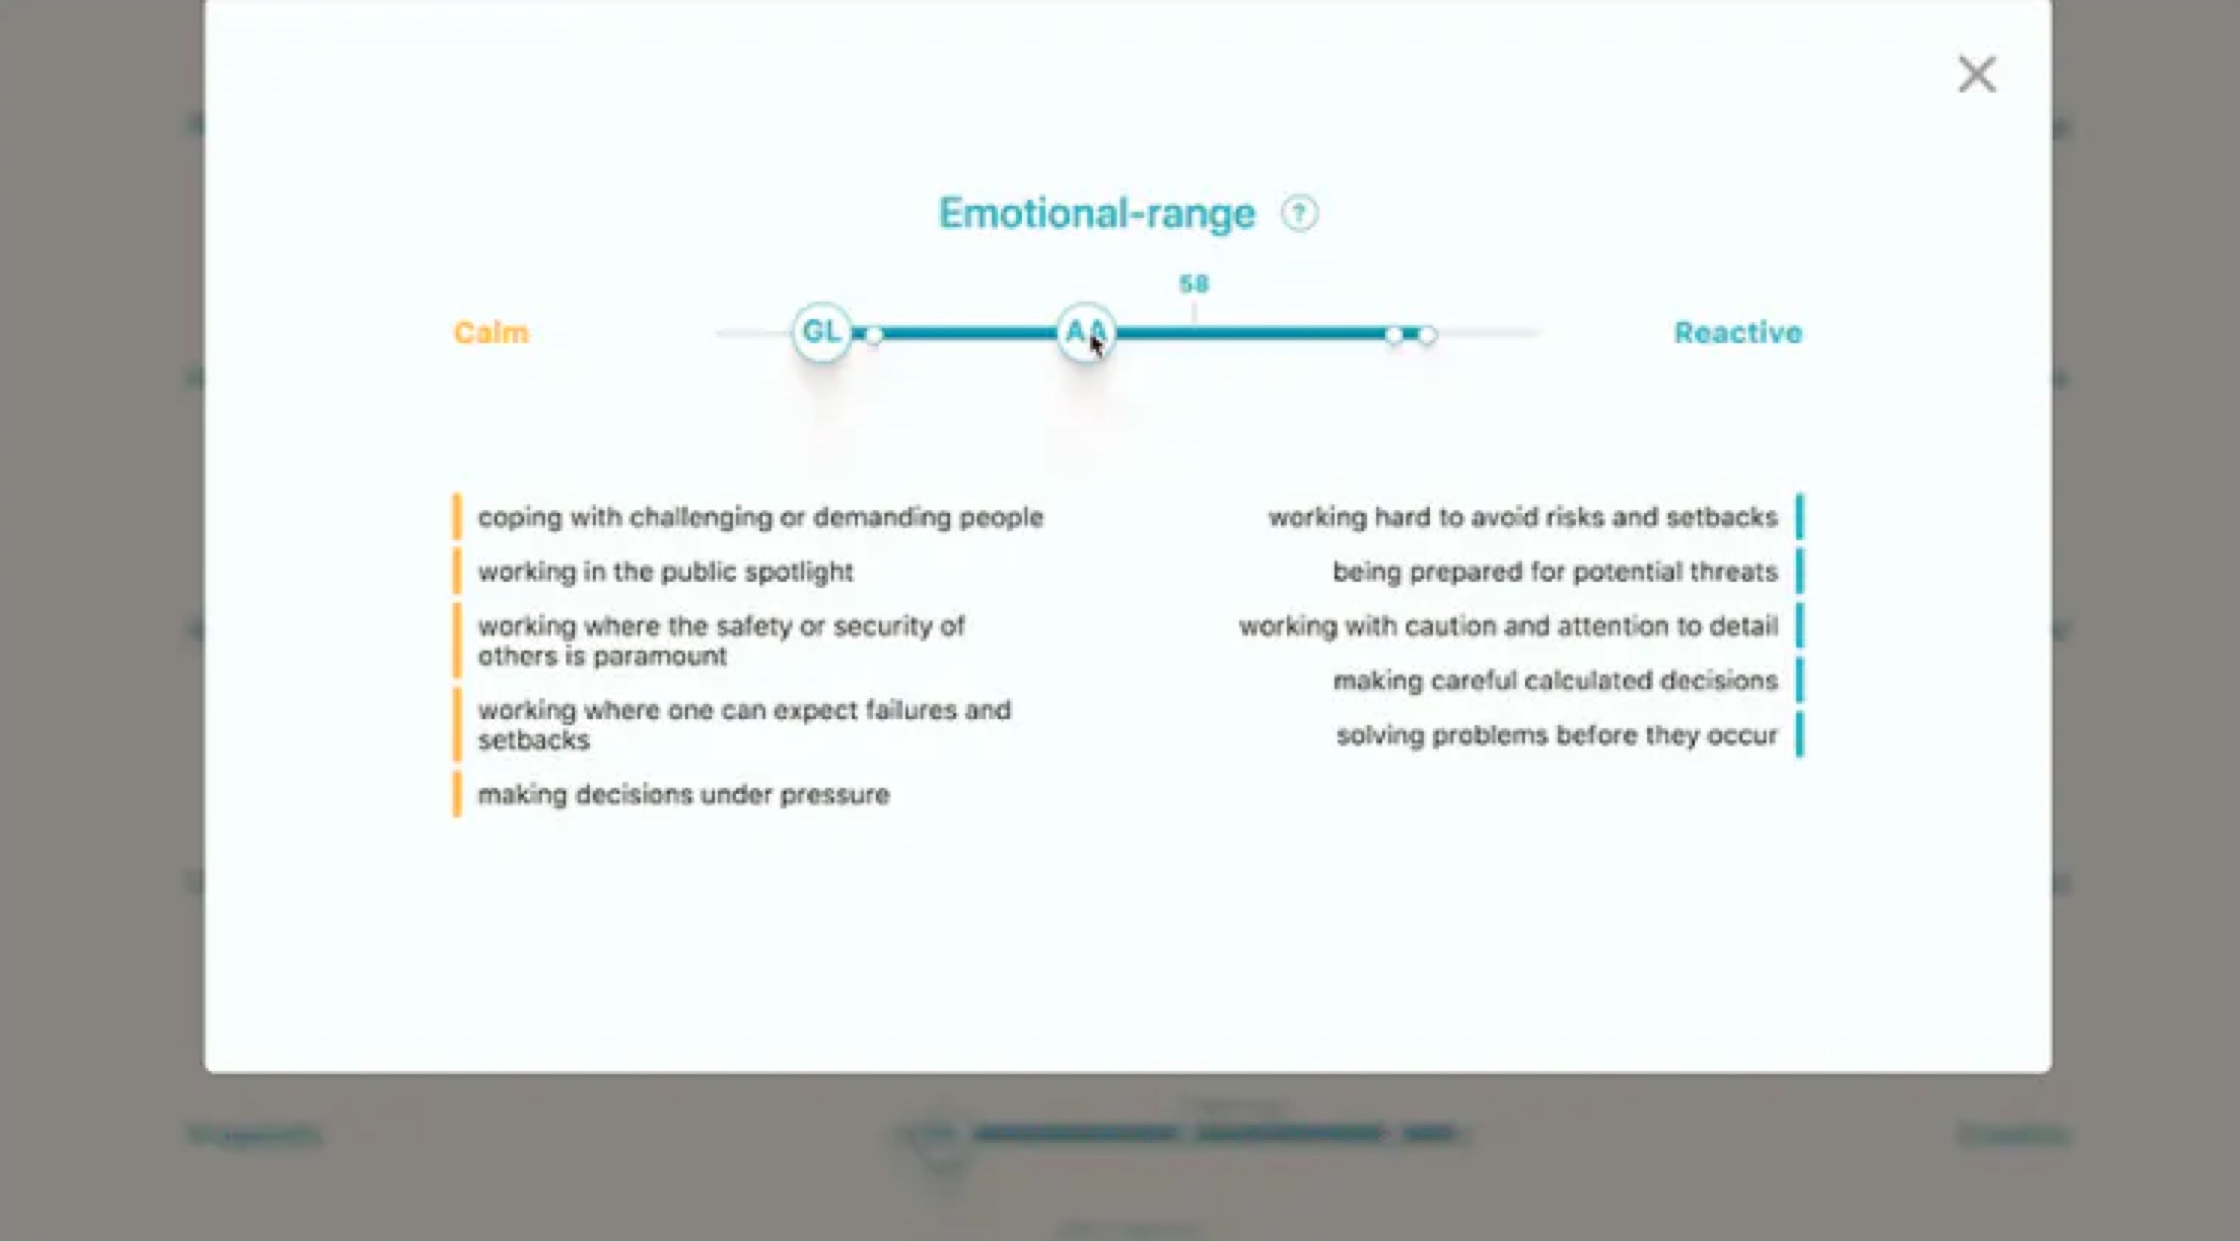 Emotional-range ?
58
Calm
GL
AA
Reactive
coping with challenging or demanding people
working in the public spotlight
working where the safety or security of
others is paramount
working where one can expect failures and
setbacks
making decisions under pressure
working hard to avoid risks and setbacks
being prepared for potential threats
working with caution and attention to detail
making careful calculated decisions
solving problems before they occur